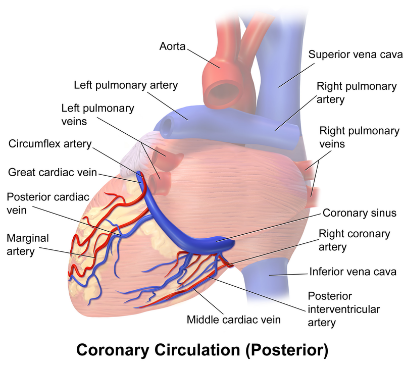 Aorta
Superior vena cava
Left pulmonary artery
Right pulmonary
artery
Left pulmonary
veins
Right pulmonary
veins
Circumflex artery
Great cardiac vein
Posterior cardiac
vein
Coronary sinus
Marginal
artery
Right coronary
artery
Inferior vena cava
Posterior
interventricular
artery
Middle cardiac vein
Coronary Circulation (Posterior)